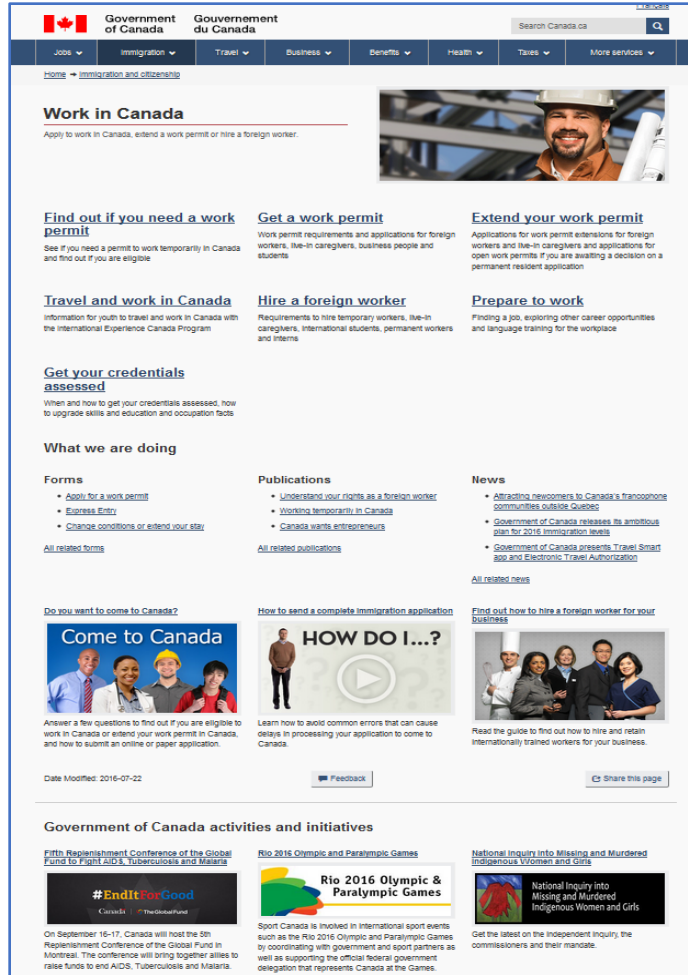 Français
Government of Canada
Gouvernement du Canada
Search Canada.ca
Jobs
Immigration
Travel
Business
Benefits
Health
Taxes
More services
Home → Immigration and citizenship
Work in Canada
Apply to work in Canada, extend a work permit or hire a foreign worker.
Find out if you need a work
permit
See if you need a permit to work temporarily in Canada
and find out if you are eligible
Get a work permit
Work permit requirements and applications for foreign
workers, live-in caregivers, business people and
students
Extend your work permit
Applications for work permit extensions for foreign
workers and live-in caregivers and applications for
open work permits if you are awaiting a decision on a
permanent resident application
Travel and work in Canada
Information for youth to travel and work in Canada with
the International Experience Canada Program
Hire a foreign worker
Requirements to hire temporary workers, live-in
caregivers, international students, permanent workers
and interns
Prepare to work
Finding a job, exploring other career opportunities
and language training for the workplace
Get your credentials
assessed
When and how to get your credentials assessed, how
to upgrade skills and education and occupation facts
What we are doing
Forms
• Apply for a work permit
• Express Entry
• Change conditions or extend your stay
All related forms
Publications
• Understand your rights as a foreign worker
• Working temporarily in Canada
• Canada wants entrepreneurs
All related publications
News
• Attracting newcomers to Canada's francophone
communities outside Quebec
• Government of Canada releases its ambitious
plan for 2016 immigration levels
• Government of Canada presents Travel Smart
app and Electronic Travel Authorization
All related news
Do you want to come to Canada?
Come to Canada
Answer a few questions to find out if you are eligible to
work in Canada or extend your work permit in Canada,
and how to submit an online or paper application.
How to send a complete immigration application
HOW DO I...?
Learn how to avoid common errors that can cause
delays in processing your application to come to
Canada.
Find out how to hire a foreign worker for your
business
Read the guide to find out how to hire and retain
internationally trained workers for your business.
Date Modified: 2016-07-22
Feedback
Share this page
Government of Canada activities and initiatives
Fifth Replenishment Conference of the Global
Fund to Fight AIDS, Tuberculosis and Malaria
#EndItForGood
Canada TheGlobalFund
On September 16-17, Canada will host the 5th
Replenishment Conference of the Global Fund in
Montreal. The conference will bring together allies to
raise funds to end AIDS, Tuberculosis and Malaria.
Rio 2016 Olympic and Paralympic Games
Rio 2016 Olympic &
Paralympic Games
Sport Canada is involved in international sport events
such as the Rio 2016 Olympic and Paralympic Games
by coordinating with government and sport partners as
well as supporting the official federal government
delegation that represents Canada at the Games.
National Inquiry into Missing and Murdered
Indigenous Women and Girls
National Inquiry into
Missing and Murdered
Indigenous Women and Girls
Get the latest on the independent inquiry, the
commissioners and their mandate.